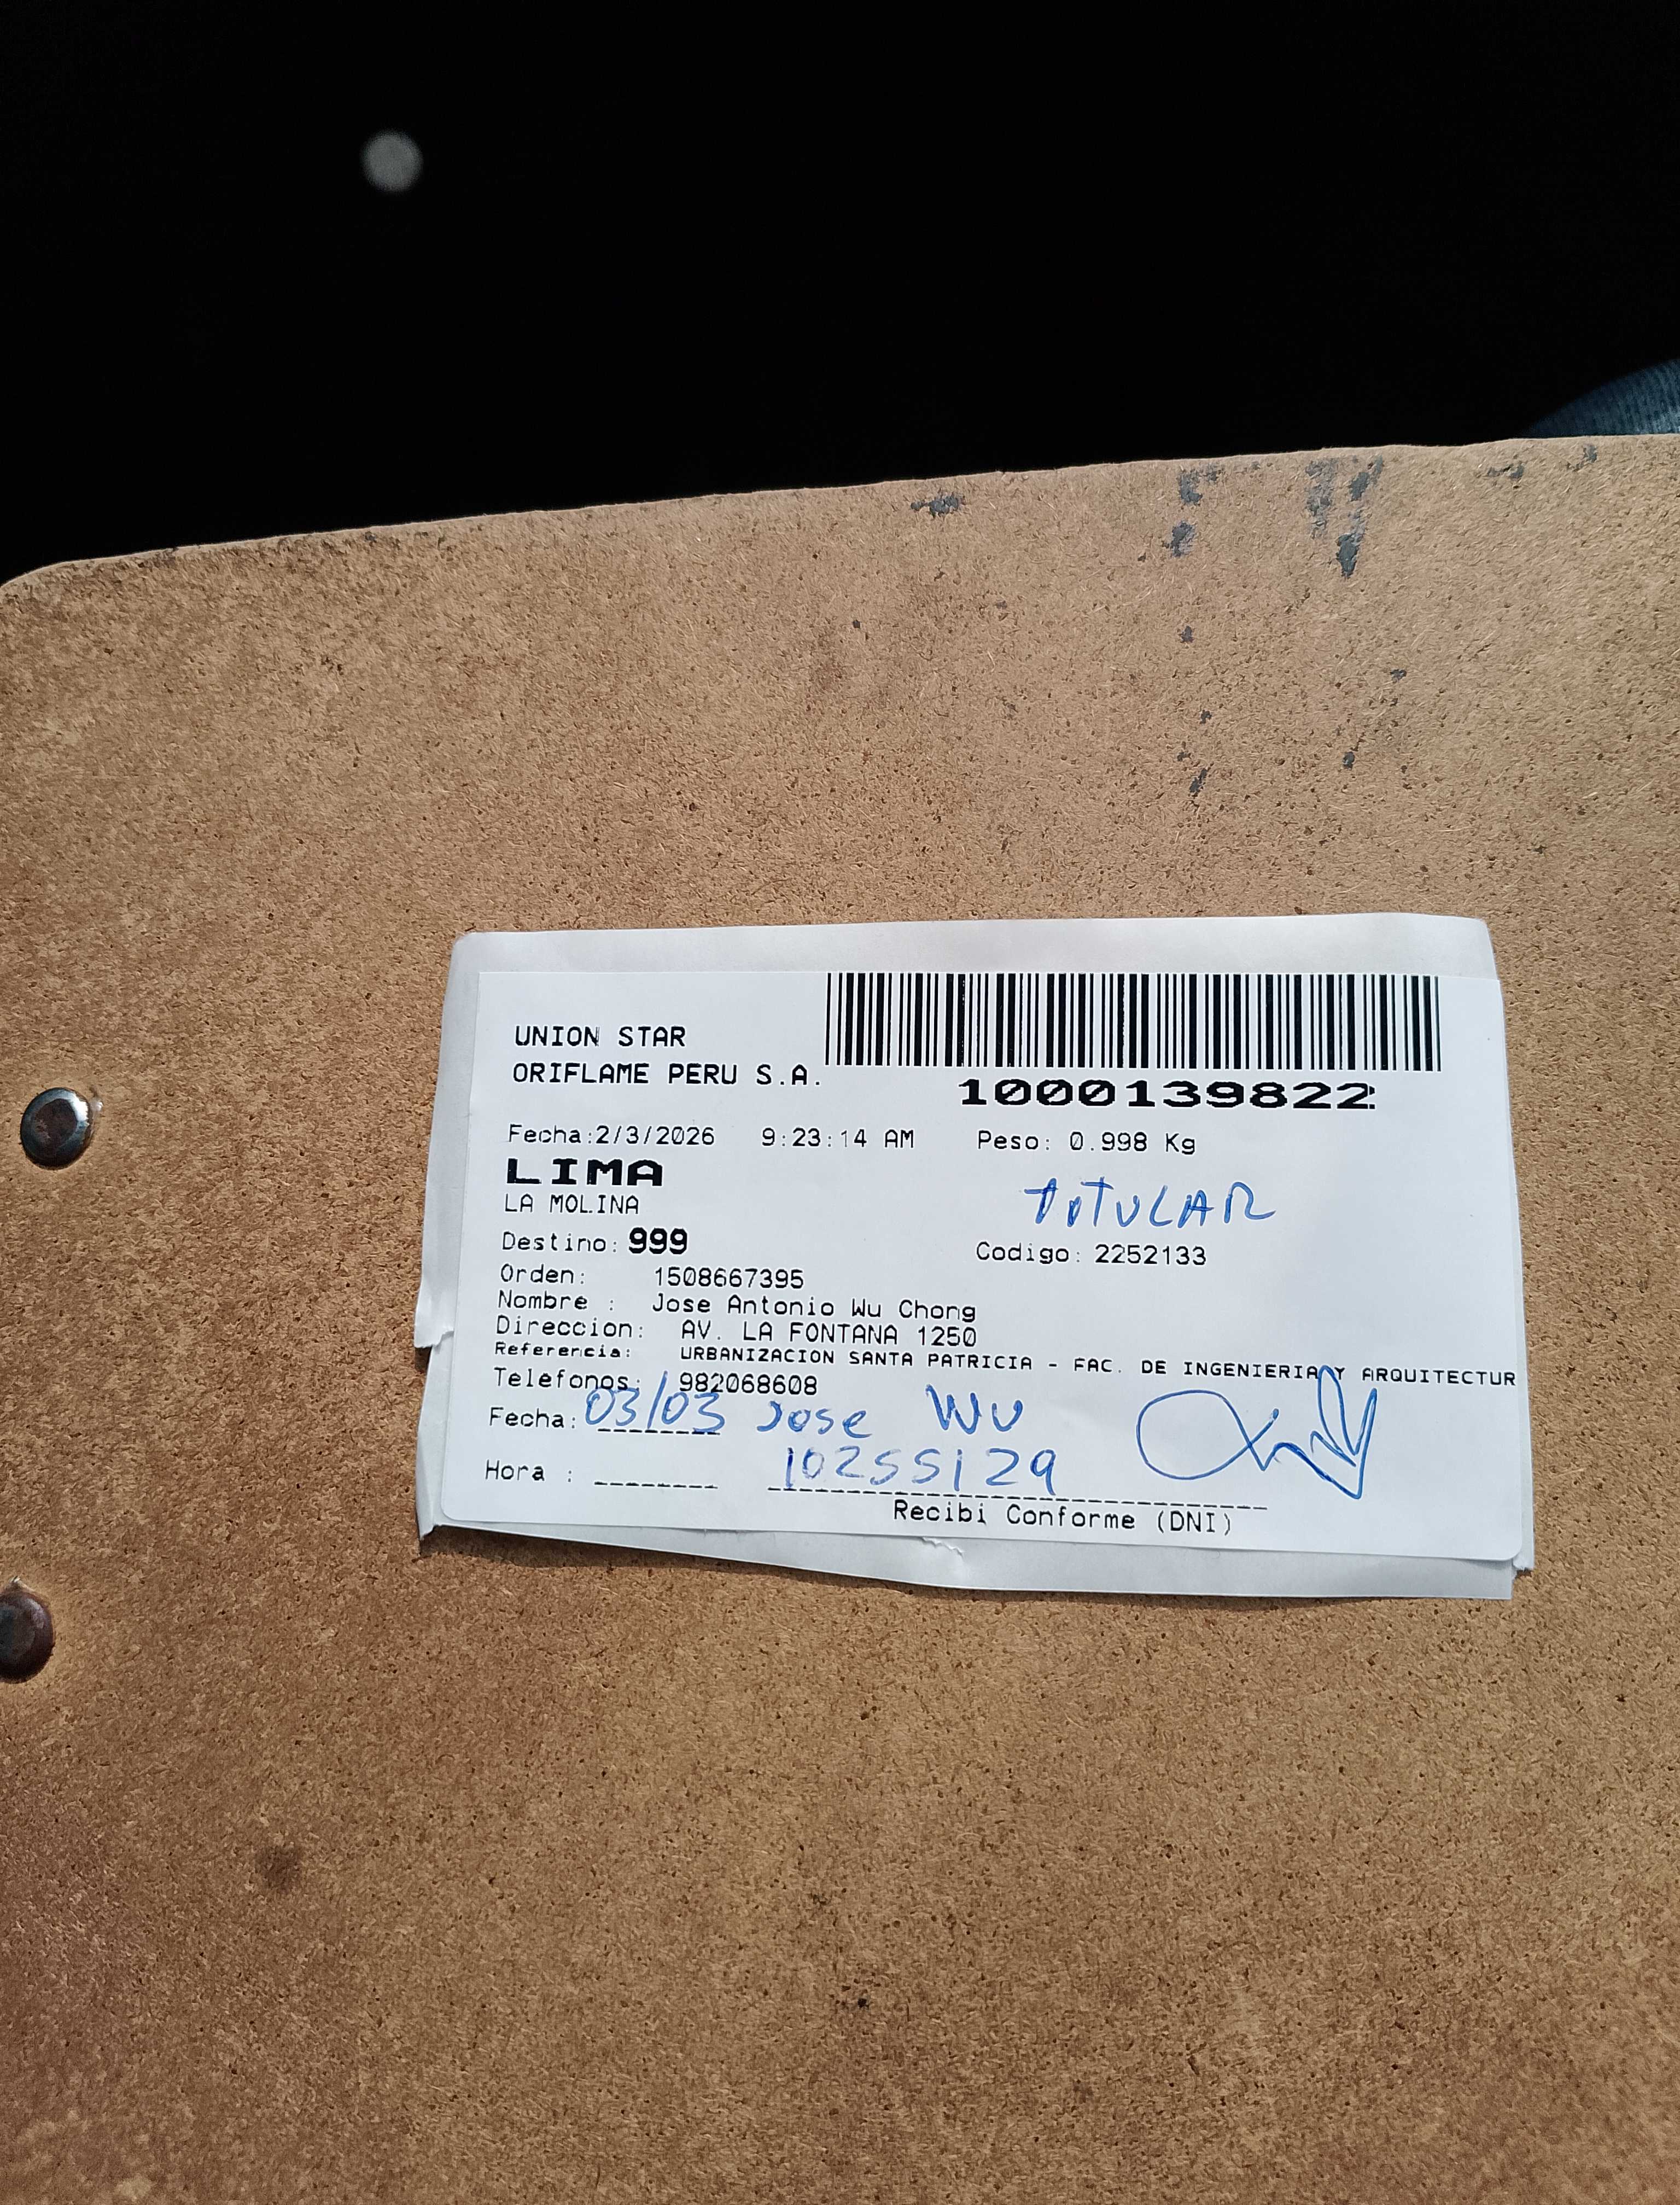 UNION STAR
ORIFLAME PERU S.A.
1000139822
Fecha:2/3/2026 9:23:14 AM Peso: 0.998 Kg
LIMA
LA MOLINA
TITULAR
Destino: 999 Codigo: 2252133
Orden: 1508667395
Nombre : Jose Antonio Wu Chong
Direccion: AV. LA FONTANA 1250
Referencia: URBANIZACION SANTA PATRICIA - FAC. DE INGENIERIA Y ARQUITECTUR
Telefonos: 982068608
Fecha: 03/03 Jose Wu
Hora : 10255129
Recibi Conforme (DNI)